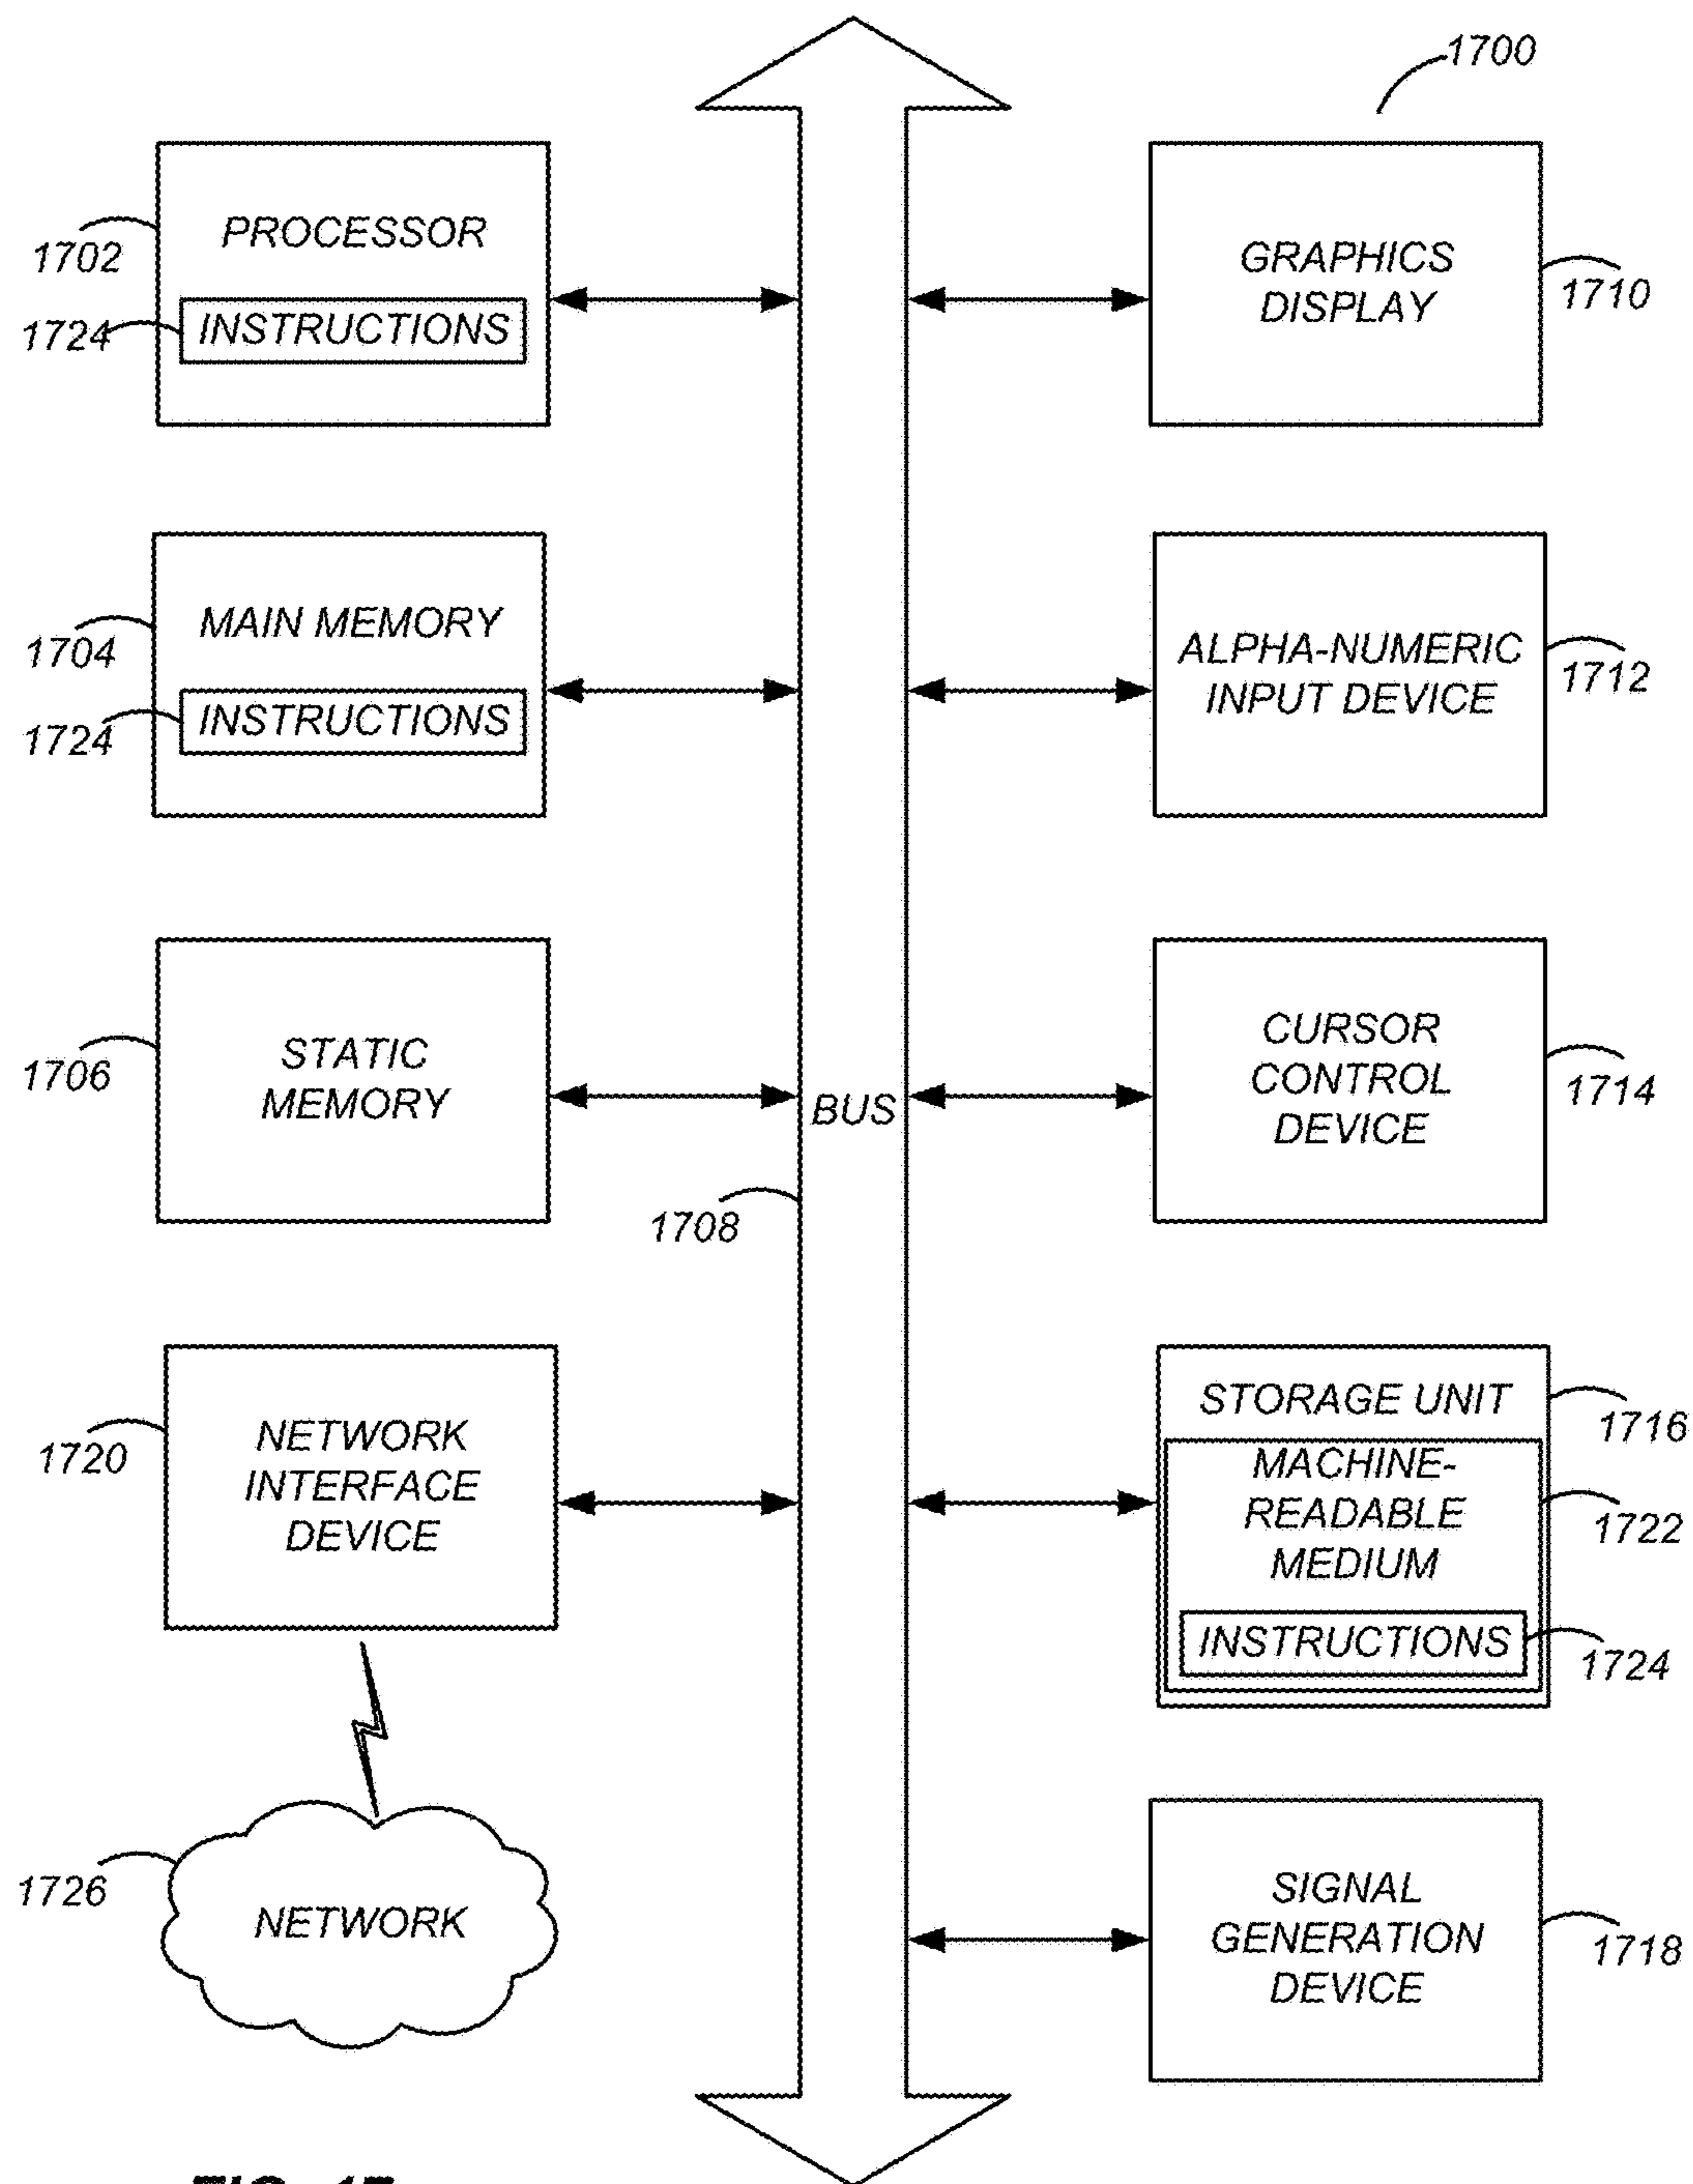 1700
PROCESSOR
1702
INSTRUCTIONS
1724
GRAPHICS
DISPLAY
1710
MAIN MEMORY
1704
INSTRUCTIONS
1724
ALPHA-NUMERIC
INPUT DEVICE
1712
STATIC
MEMORY
1706
BUS
1708
CURSOR
CONTROL
DEVICE
1714
NETWORK
INTERFACE
DEVICE
1720
STORAGE UNIT
1716
MACHINE-
READABLE
MEDIUM
1722
INSTRUCTIONS
1724
NETWORK
1726
SIGNAL
GENERATION
DEVICE
1718